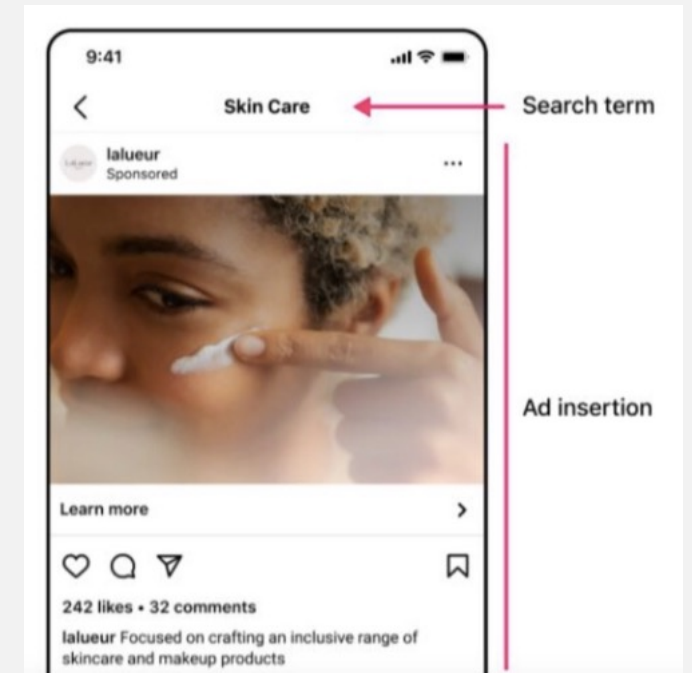 9:41
Skin Care
Search term
lalueur
Sponsored
Ad insertion
Learn more
242 likes • 32 comments
lalueur Focused on crafting an inclusive range of
skincare and makeup products